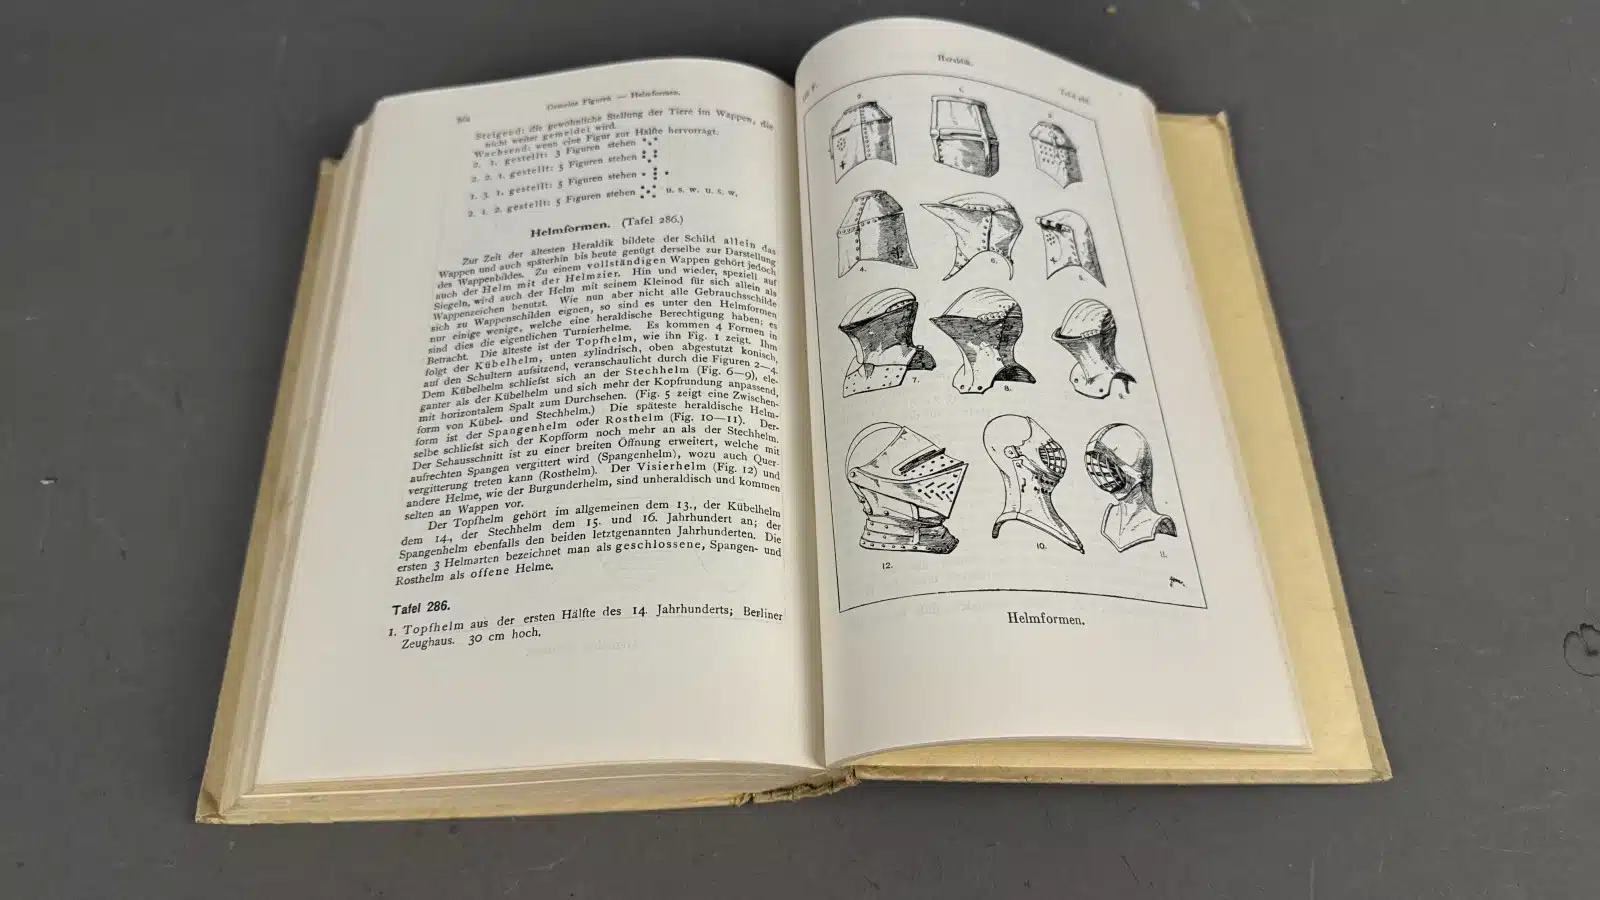 Gemeine Figuren — Helmformen.
Steigend: die gewöhnliche Stellung der Tiere im Wappen, die
nicht weiter gemeldet wird.
Wachsend: wenn eine Figur zur Hälfte hervorragt.
2. 1. gestellt: 3 Figuren stehen
2. 2. 1. gestellt: 5 Figuren stehen
1. 3. 1. gestellt: 5 Figuren stehen
2. 1. 2. gestellt: 5 Figuren stehen u. s. w. u. s. w.
Helmformen. (Tafel 286.)
Zur Zeit der ältesten Heraldik bildete der Schild allein das
Wappen und auch späterhin bis heute genügt derselbe zur Darstellung
des Wappenbildes. Zu einem vollständigen Wappen gehört jedoch
auch der Helm mit der Helmzier. Hin und wieder, speziell auf
Siegeln, wird auch der Helm mit seinem Kleinod für sich allein als
Wappenzeichen benutzt. Wie nun aber nicht alle Gebrauchsschilde
sich zu Wappenschilden eignen, so sind es unter den Helmformen
nur einige wenige, welche eine heraldische Berechtigung haben; es
sind dies die eigentlichen Turnierhelme. Es kommen 4 Formen in
Betracht. Die älteste ist der Topfhelm, wie ihn Fig. 1 zeigt. Ihm
folgt der Kübelhelm, unten zylindrisch, oben abgestutzt konisch,
auf den Schultern aufsitzend, veranschaulicht durch die Figuren 2—4.
Dem Kübelhelm schliefst sich an der Stechhelm (Fig. 6—9), ele-
ganter als der Kübelhelm und sich mehr der Kopfrundung anpassend,
mit horizontalem Spalt zum Durchsehen. (Fig. 5 zeigt eine Zwischen-
form von Kübel- und Stechhelm.) Die späteste heraldische Helm-
form ist der Spangenhelm oder Rosthelm (Fig. 10—11). Der-
selbe schliefst sich der Kopfform noch mehr an als der Stechhelm.
Der Sehausschnitt ist zu einer breiten Öffnung erweitert, welche mit
aufrechten Spangen vergittert wird (Spangenhelm), wozu auch Quer-
vergitterung treten kann (Rosthelm). Der Visierhelm (Fig. 12) und
andere Helme, wie der Burgunderhelm, sind unheraldisch und kommen
selten an Wappen vor.
Der Topfhelm gehört im allgemeinen dem 13., der Kübelhelm
dem 14., der Stechhelm dem 15. und 16. Jahrhundert an; der
Spangenhelm ebenfalls den beiden letztgenannten Jahrhunderten. Die
ersten 3 Helmarten bezeichnet man als geschlossene, Spangen- und
Rosthelm als offene Helme.
Tafel 286.
1. Topfhelm aus der ersten Hälfte des 14. Jahrhunderts; Berliner
Zeughaus. 30 cm hoch.
Heraldik.
Tafel 286.
2.
4.
6.
5.
7.
8.
9.
12.
10.
11.
Helmformen.